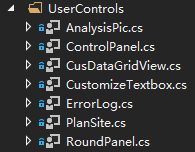 UserControls
AnalysisPic.cs
ControlPanel.cs
CusDataGridView.cs
CustomizeTextbox.cs
ErrorLog.cs
PlanSite.cs
RoundPanel.cs